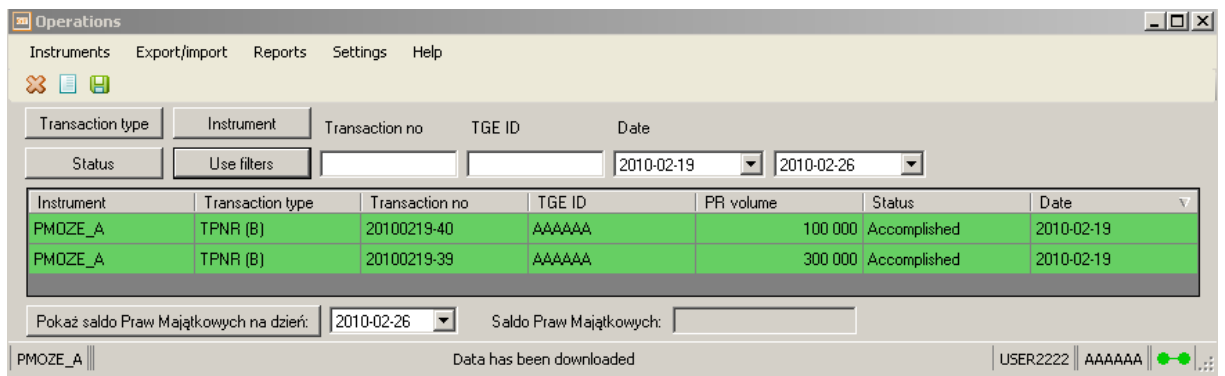 Operations
Instruments Export/import Reports Settings Help
Transaction type Instrument Transaction no TGE ID Date
Status Use filters 2010-02-19 2010-02-26
Instrument Transaction type Transaction no TGE ID PR volume Status Date
PMOZE_A TPNR (B) 20100219-40 AAAAAA 100 000 Accomplished 2010-02-19
PMOZE_A TPNR (B) 20100219-39 AAAAAA 300 000 Accomplished 2010-02-19
Pokaż saldo Praw Majątkowych na dzień: 2010-02-26 Saldo Praw Majątkowych:
PMOZE_A Data has been downloaded USER2222 AAAAAA